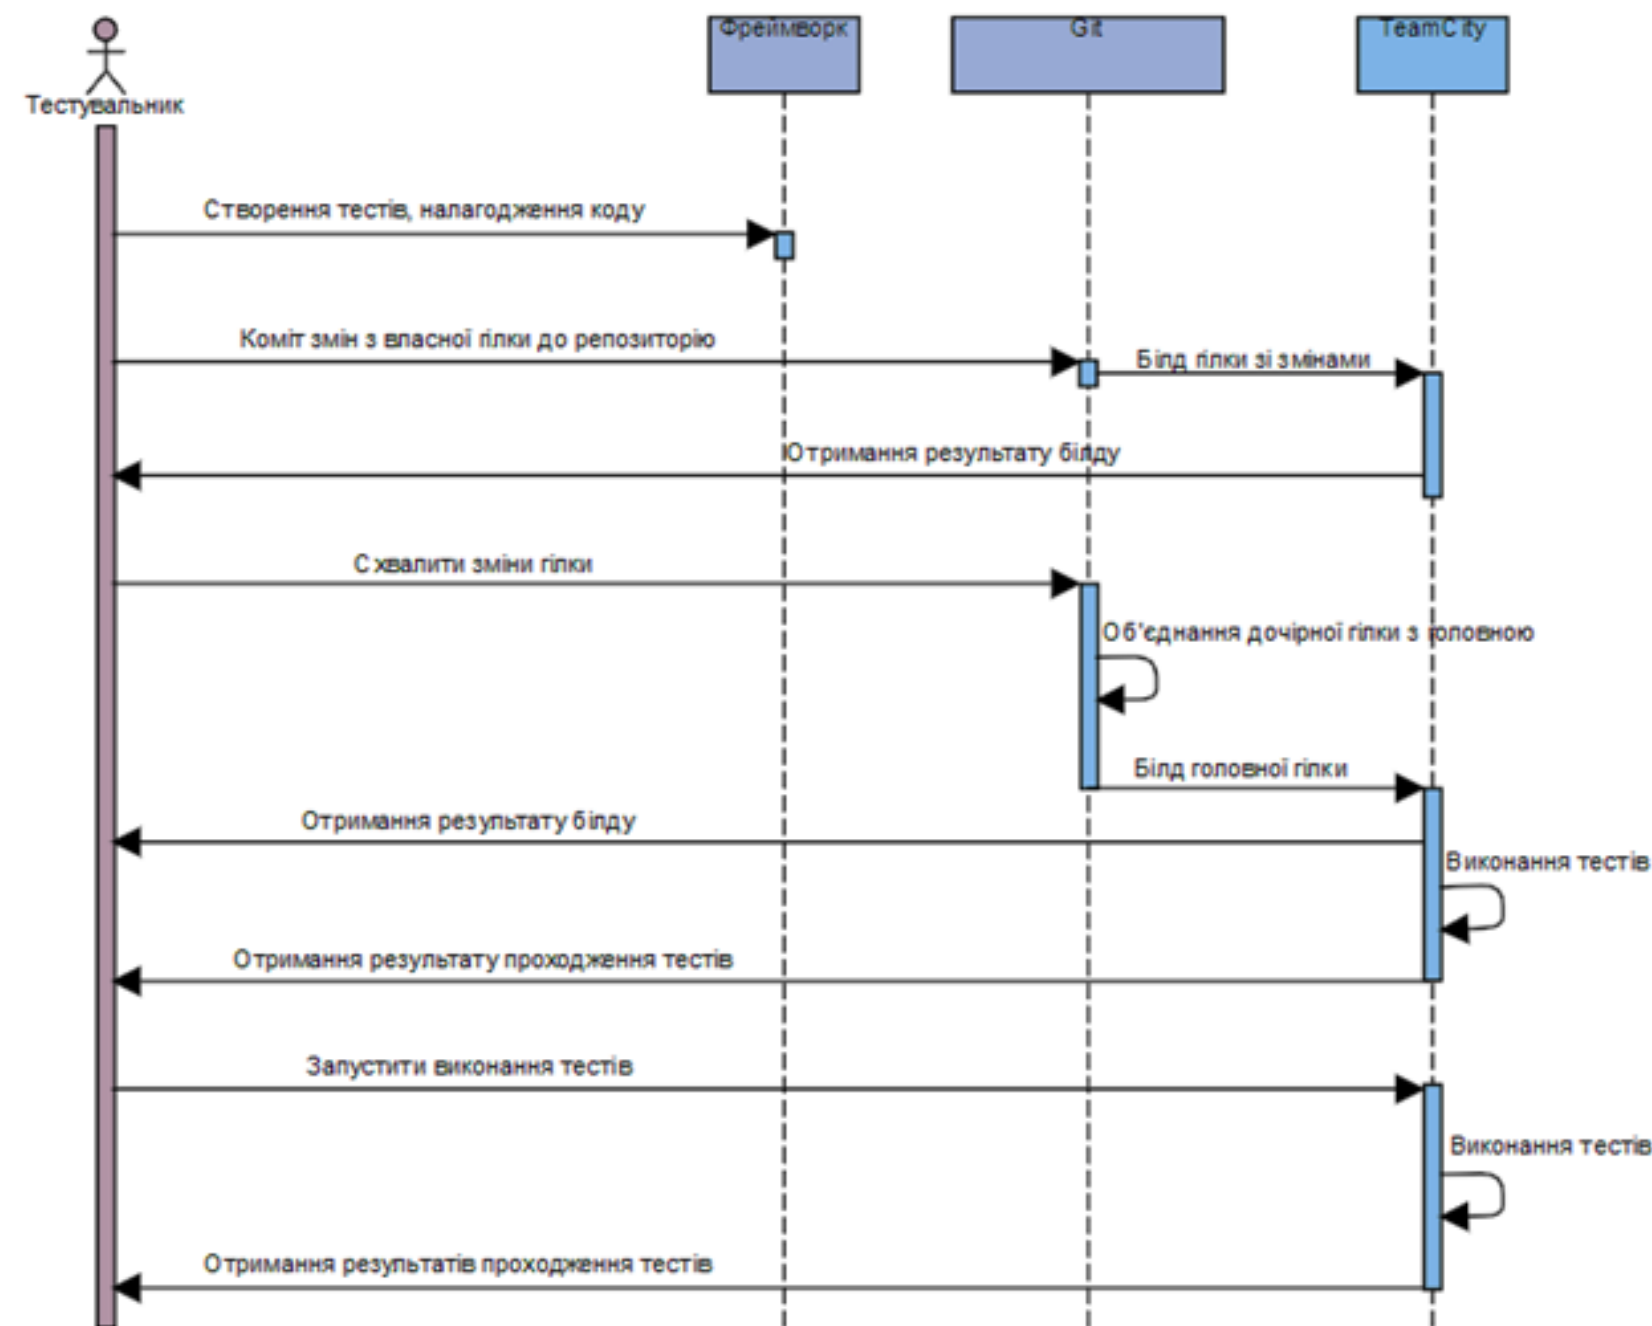 Фреймворк
Git
TeamCity
Тестувальник
Створення тестів, налагодження коду
Коміт змін з власної гілки до репозиторію
Білд гілки зі змінами
Отримання результату білду
Схвалити зміни гілки
Об'єднання дочірної гілки з головною
Білд головної гілки
Отримання результату білду
Виконання тестів
Отримання результату проходження тестів
Запустити виконання тестів
Виконання тестів
Отримання результатів проходження тестів